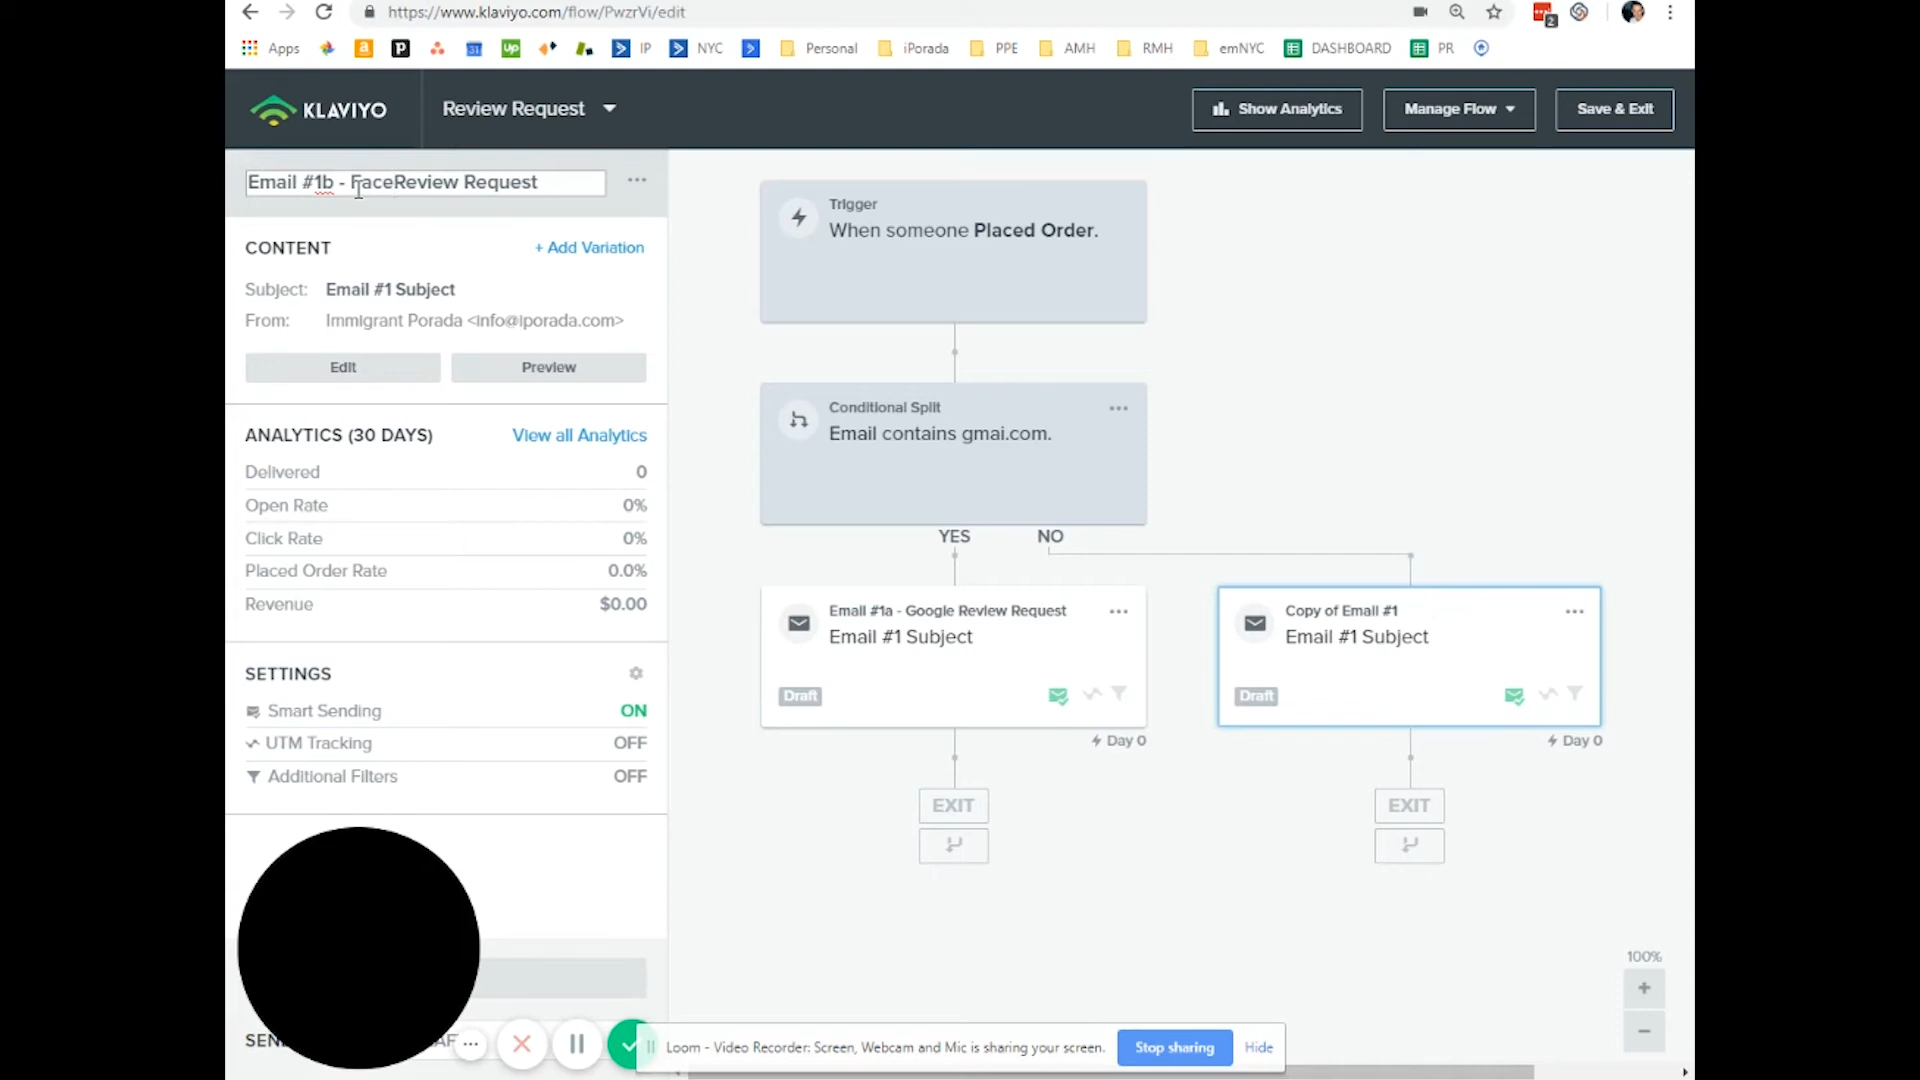 https://www.klaviyo.com/flow/PwzrVi/edit
2
Apps
a
p
31
up
IP
NYC
Personal
iPorada
PPE
AMH
RMH
emNYC
DASHBOARD
PR
KLAVIYO
Review Request
Show Analytics
Manage Flow
Save & Exit
Email #1b - FaceReview Request
CONTENT
+ Add Variation
Subject: Email #1 Subject
From: Immigrant Porada <info@iporada.com>
Edit
Preview
ANALYTICS (30 DAYS)
View all Analytics
Delivered 0
Open Rate 0%
Click Rate 0%
Placed Order Rate 0.0%
Revenue $0.00
SETTINGS
Smart Sending ON
UTM Tracking OFF
Additional Filters OFF
Trigger
When someone Placed Order.
Conditional Split
Email contains gmai.com.
YES
NO
Email #1a - Google Review Request
Email #1 Subject
Draft
Day 0
EXIT
Copy of Email #1
Email #1 Subject
Draft
Day 0
EXIT
100%
+
−
Loom - Video Recorder: Screen, Webcam and Mic is sharing your screen.
Stop sharing
Hide